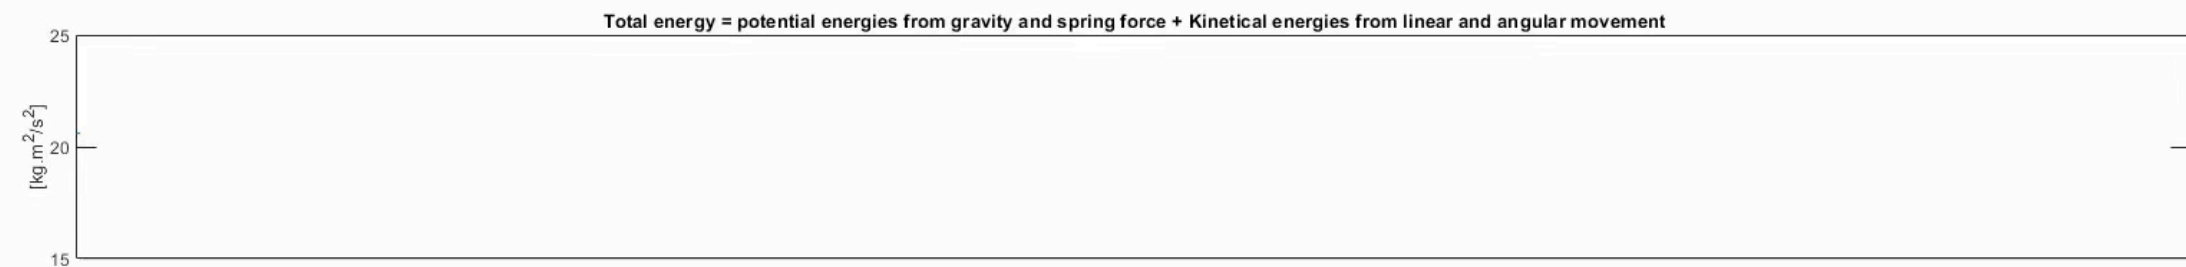 Total energy = potential energies from gravity and spring force + Kinetical energies from linear and angular movement
25
[kg.m²/s²]
20
15